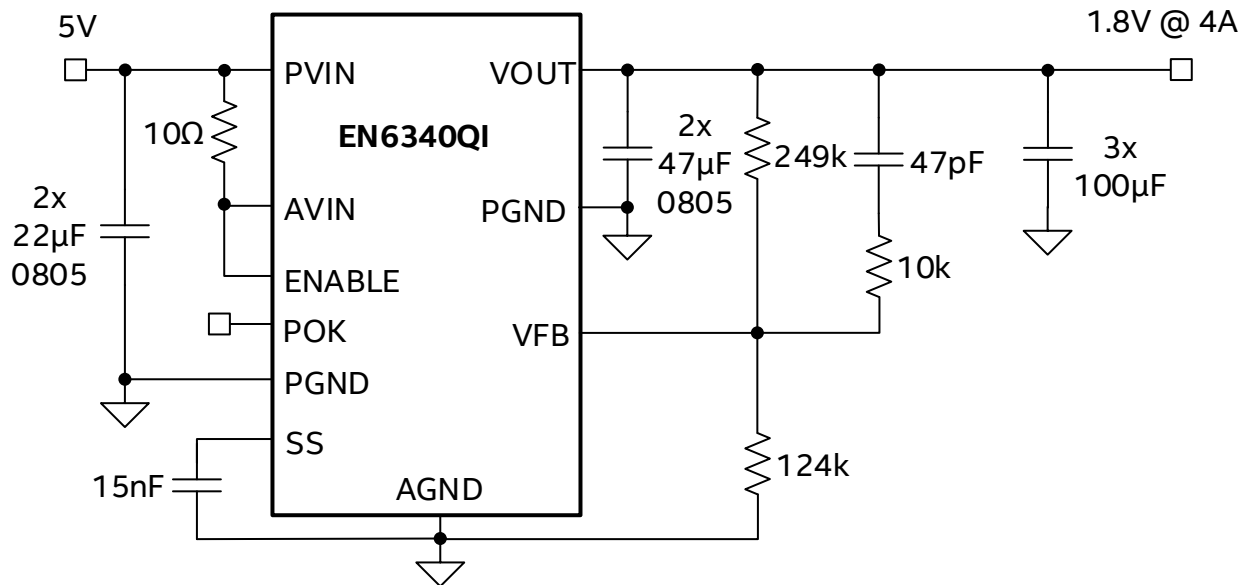 5V
1.8V @ 4A
PVIN
VOUT
10Ω
EN6340QI
2x
47µF
0805
249k
47pF
3x
100µF
2x
22µF
0805
AVIN
PGND
ENABLE
10k
POK
VFB
PGND
SS
15nF
AGND
124k